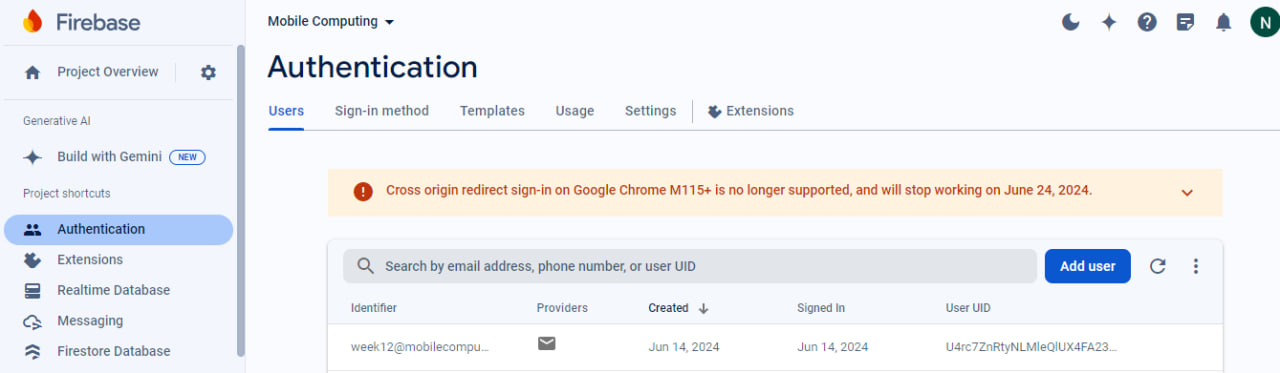 Firebase
Project Overview
Generative AI
Build with Gemini NEW
Project shortcuts
Authentication
Extensions
Realtime Database
Messaging
Firestore Database
Mobile Computing
N
Authentication
Users Sign-in method Templates Usage Settings Extensions
Cross origin redirect sign-in on Google Chrome M115+ is no longer supported, and will stop working on June 24, 2024.
Search by email address, phone number, or user UID Add user
Identifier Providers Created Signed In User UID
week12@mobilecompu... Jun 14, 2024 Jun 14, 2024 U4rc7ZnRtyNLMleQlUX4FA23...